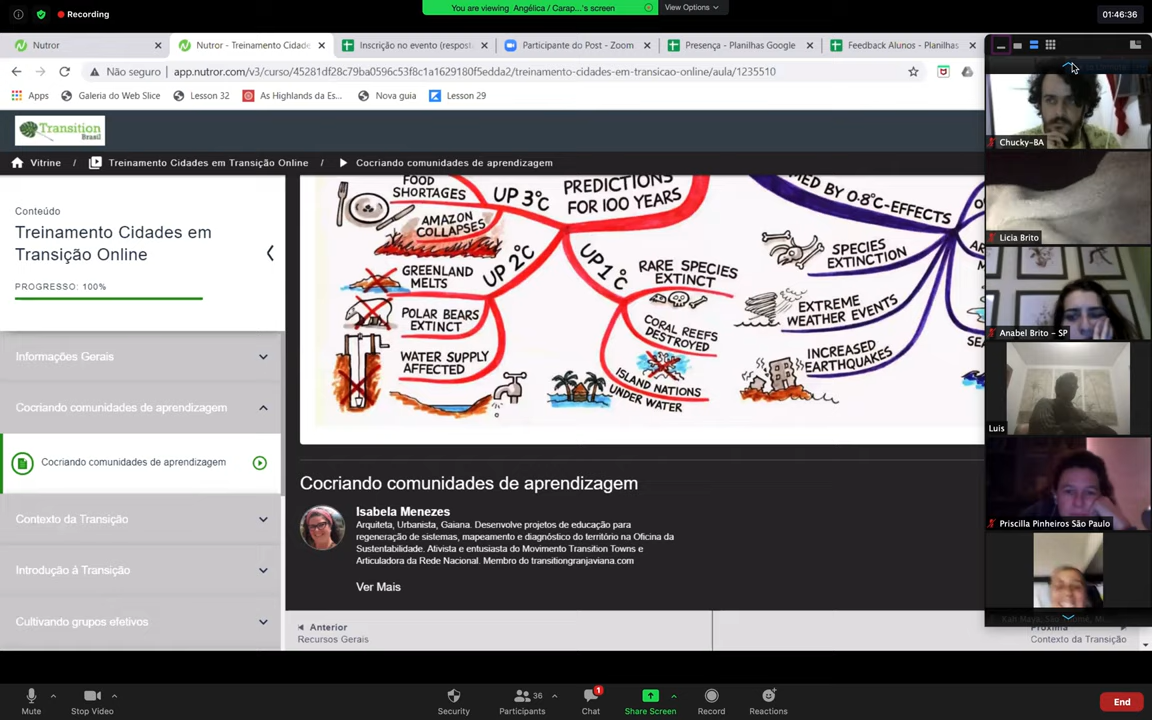 Recording
You are viewing Angélica / Carap...'s screen
View Options
01:46:36
Nutror
Nutror - Treinamento Cidade
Inscrição no evento (respost
Participante do Post - Zoom
Presença - Planilhas Google
Feedback Alunos - Planilhas
Não seguro
app.nutror.com/v3/curso/45281df28c79ba0596c53f8c1a1629180f5edda2/treinamento-cidades-em-transicao-online/aula/1235510
Apps
Galeria do Web Slice
Lesson 32
As Highlands da Es...
Nova guia
Lesson 29
Transition
Brasil
Vitrine / Treinamento Cidades em Transição Online / Cocriando comunidades de aprendizagem
Conteúdo
Treinamento Cidades em
Transição Online
PROGRESSO: 100%
Informações Gerais
Cocriando comunidades de aprendizagem
Cocriando comunidades de aprendizagem
Contexto da Transição
Introdução á Transição
Cultivando grupos efetivos
FOOD
SHORTAGES
UP 3°C
PREDICTIONS
FOR 100 YEARS
AMAZON
COLLAPSES
UP 2°C
GREENLAND
MELTS
POLAR BEARS
EXTINCT
WATER SUPPLY
AFFECTED
UP 1°C
RARE SPECIES
EXTINCT
CORAL REEFS
DESTROYED
ISLAND NATIONS
UNDER WATER
BY 0.8°C-EFFECTS
SPECIES
EXTINCTION
EXTREME
WEATHER EVENTS
INCREASED
EARTHQUAKES
Cocriando comunidades de aprendizagem
Isabela Menezes
Arquiteta, Urbanista, Gaiana. Desenvolve projetos de educação para
regeneração de sistemas, mapeamento e diagnóstico do território na Oficina da
Sustentabilidade. Ativista e entusiasta do Movimento Transition Towns e
Articuladora da Rede Nacional. Membro do transitiongranjaviana.com
Ver Mais
Anterior
Recursos Gerais
Próxima
Contexto da Transição
Chucky-BA
Licia Brito
Anabel Brito - SP
Luis
Priscilla Pinheiros São Paulo
Mute
Stop Video
Security
Participants
36
Chat
1
Share Screen
Record
Reactions
End